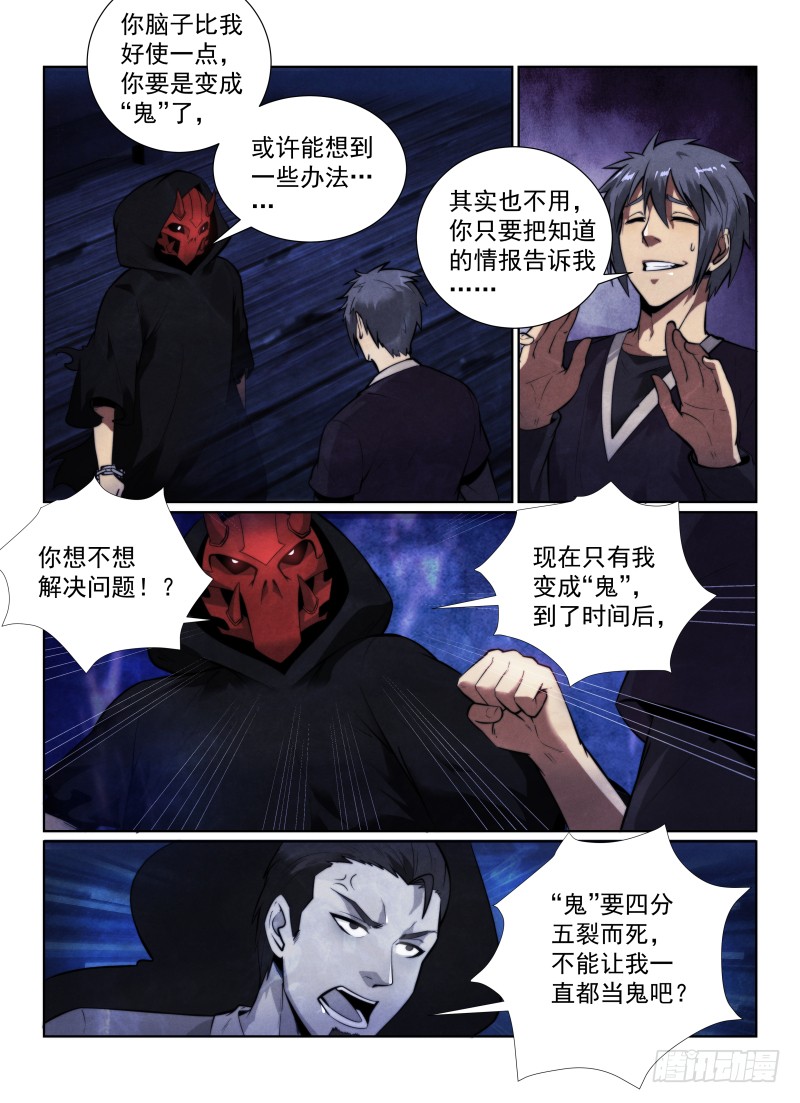 你脑子比我
好使一点，
你要是变成
“鬼”了，
或许能想到
一些办法……
……
其实也不用，
你只要把知道
的情报告诉我
……
你想不想
解决问题！？
现在只有我
变成“鬼”，
到了时间后，
“鬼”要四分
五裂而死，
不能让我一
直都当鬼吧？
腾讯动漫